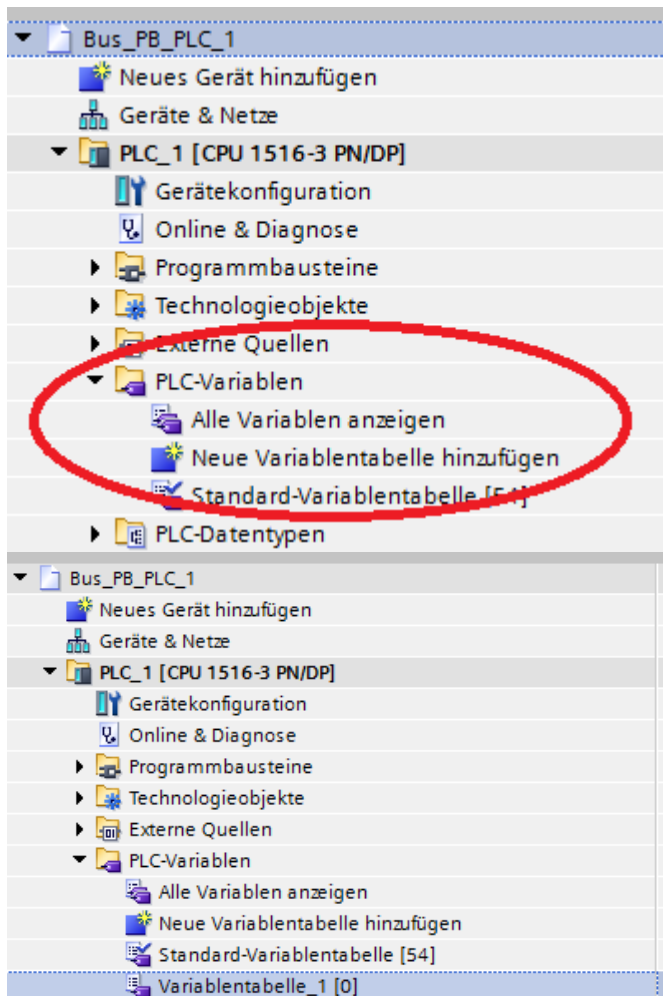 Bus_PB_PLC_1
Neues Gerät hinzufügen
Geräte & Netze
PLC_1 [CPU 1516-3 PN/DP]
Gerätekonfiguration
Online & Diagnose
Programmbausteine
Technologieobjekte
Externe Quellen
PLC-Variablen
Alle Variablen anzeigen
Neue Variablentabelle hinzufügen
Standard-Variablentabelle [54]
PLC-Datentypen
Bus_PB_PLC_1
Neues Gerät hinzufügen
Geräte & Netze
PLC_1 [CPU 1516-3 PN/DP]
Gerätekonfiguration
Online & Diagnose
Programmbausteine
Technologieobjekte
Externe Quellen
PLC-Variablen
Alle Variablen anzeigen
Neue Variablentabelle hinzufügen
Standard-Variablentabelle [54]
Variablentabelle_1 [0]